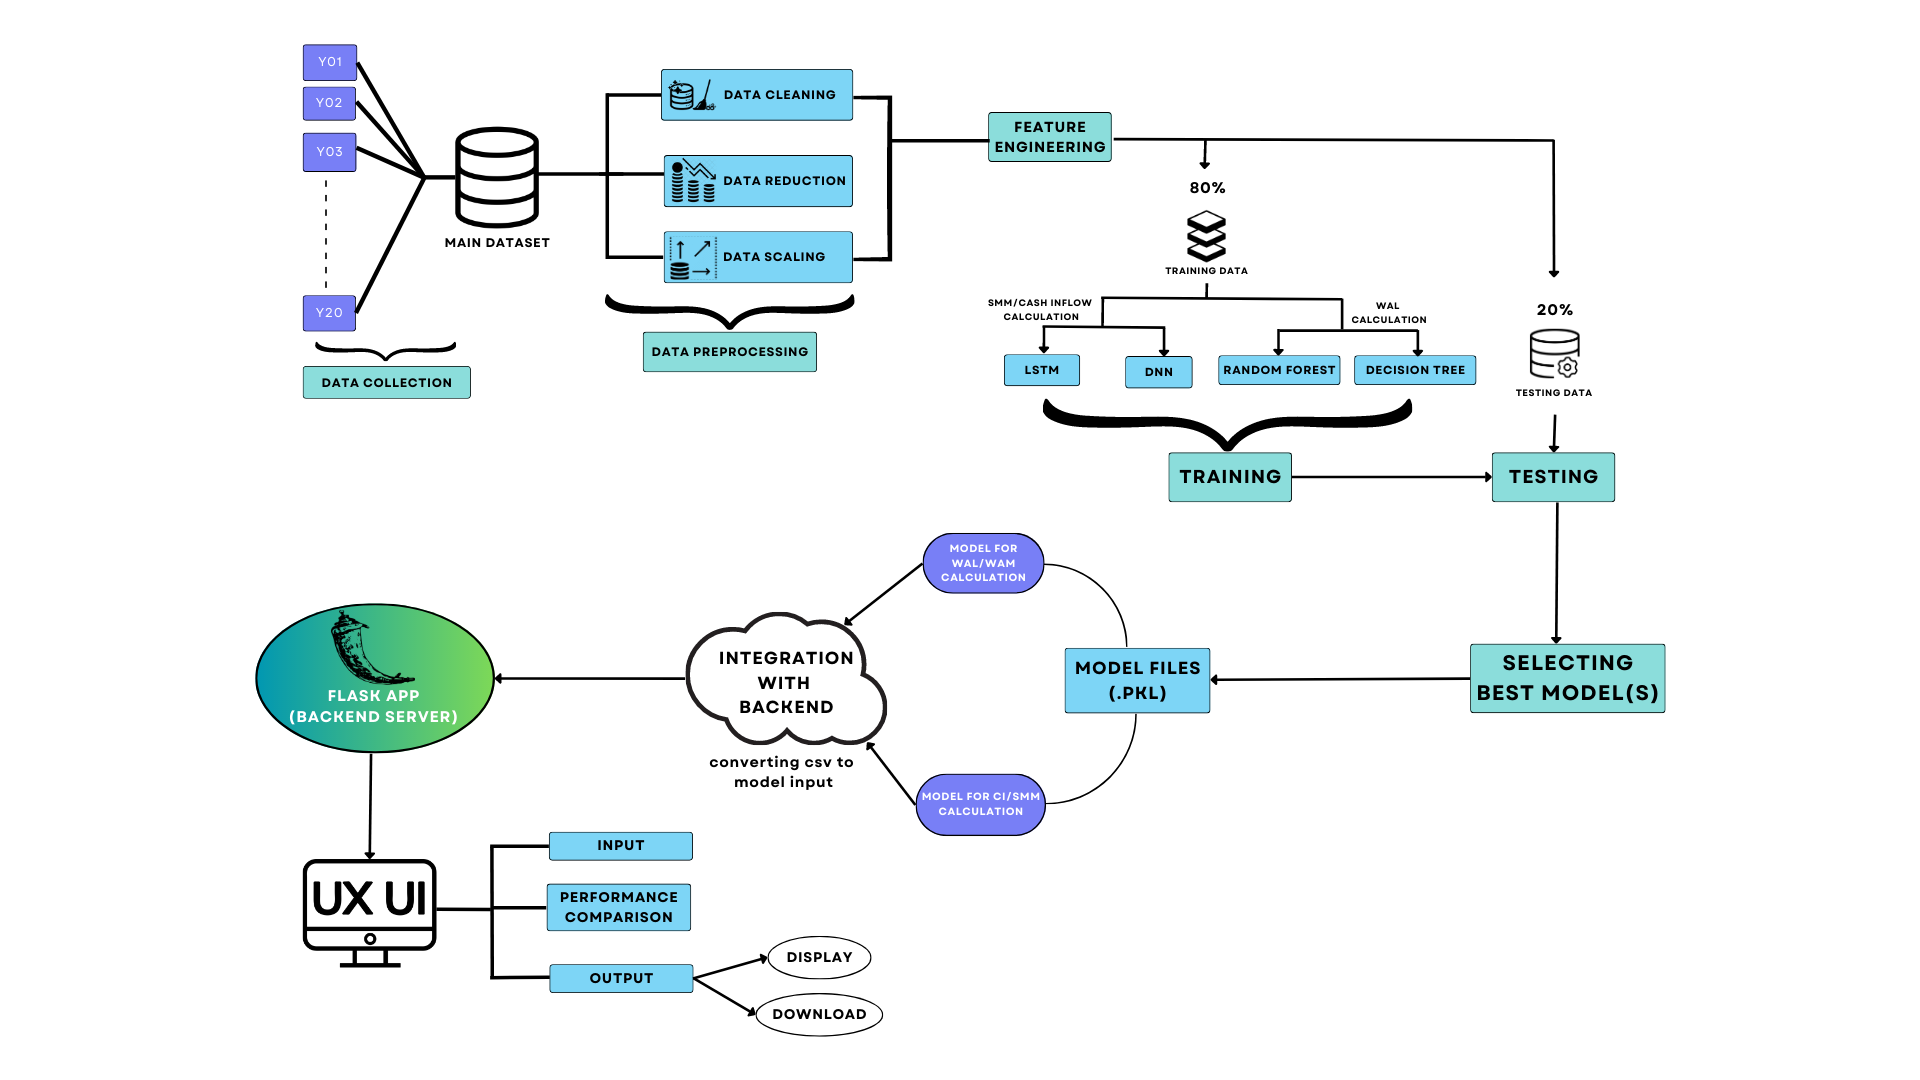 Y01
Y02
Y03
Y20
DATA COLLECTION
MAIN DATASET
DATA CLEANING
DATA REDUCTION
DATA SCALING
DATA PREPROCESSING
FEATURE
ENGINEERING
80%
TRAINING DATA
SMM/CASH INFLOW
CALCULATION
WAL
CALCULATION
LSTM
DNN
RANDOM FOREST
DECISION TREE
20%
TESTING DATA
TRAINING
TESTING
SELECTING
BEST MODEL(S)
MODEL FILES
(.PKL)
MODEL FOR
WAL/WAM
CALCULATION
MODEL FOR CI/SMM
CALCULATION
INTEGRATION
WITH
BACKEND
converting csv to
model input
FLASK APP
(BACKEND SERVER)
UX UI
INPUT
PERFORMANCE
COMPARISON
OUTPUT
DISPLAY
DOWNLOAD